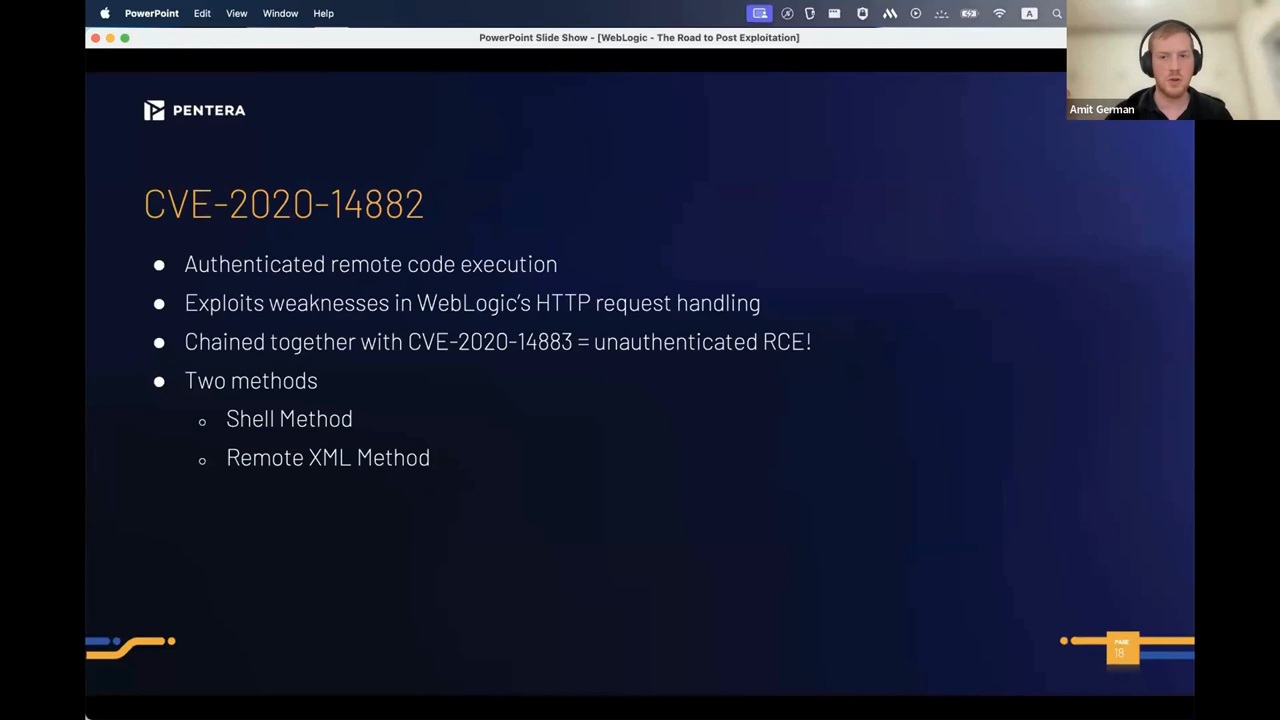 PowerPoint Edit View Window Help
A
PowerPoint Slide Show - [WebLogic - The Road to Post Exploitation]
Amit German
PENTERA
CVE-2020-14882
● Authenticated remote code execution
● Exploits weaknesses in WebLogic's HTTP request handling
● Chained together with CVE-2020-14883 = unauthenticated RCE!
● Two methods
○ Shell Method
○ Remote XML Method
PAGE
18